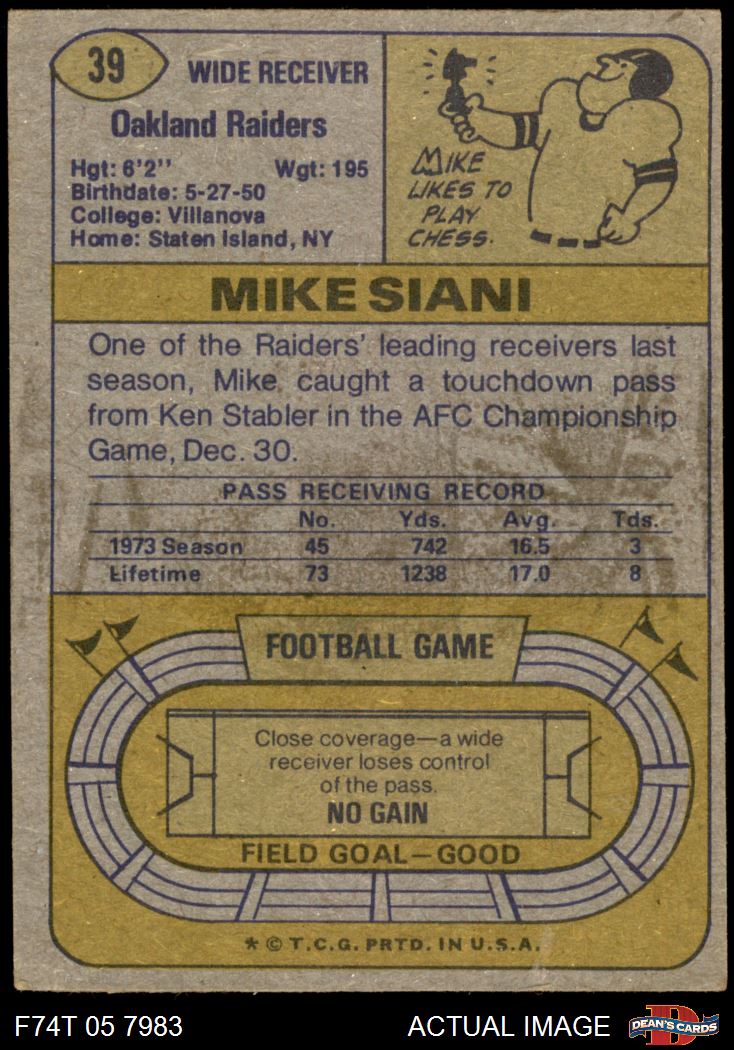 39
WIDE RECEIVER
Oakland Raiders
Hgt: 6'2'' Wgt: 195
Birthdate: 5-27-50
College: Villanova
Home: Staten Island, NY
MIKE
LIKES TO
PLAY
CHESS.
MIKE SIANI
One of the Raiders' leading receivers last
season, Mike caught a touchdown pass
from Ken Stabler in the AFC Championship
Game, Dec. 30.
PASS RECEIVING RECORD
No. Yds. Avg. Tds.
1973 Season 45 742 16.5 3
Lifetime 73 1238 17.0 8
FOOTBALL GAME
Close coverage—a wide
receiver loses control
of the pass.
NO GAIN
FIELD GOAL—GOOD
* © T.C.G. PRTD. IN U.S.A.
F74T 05 7983 ACTUAL IMAGE
D
DEAN'S CARDS